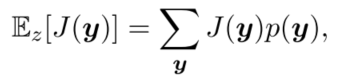 𝔼_z[J(𝒚)] = ∑_𝒚 J(𝒚)p(𝒚),